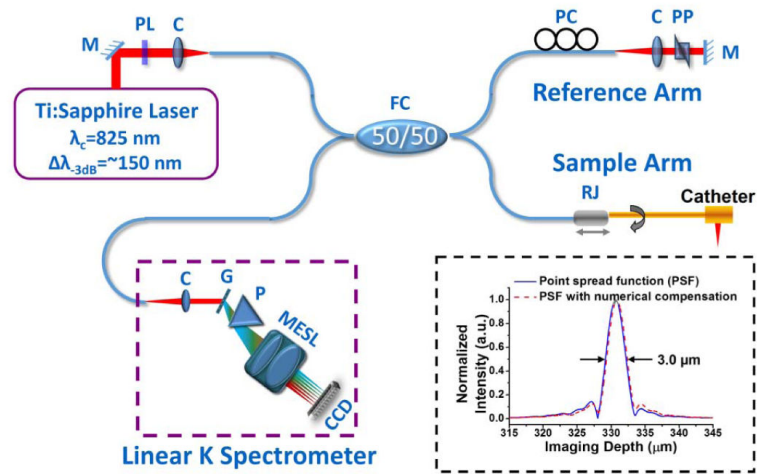 M
PL
C
Ti:Sapphire Laser
λc=825 nm
Δλ-3dB=~150 nm
FC
50/50
PC
C
PP
M
Reference Arm
Sample Arm
RJ
Catheter
C
G
P
MESL
CCD
Linear K Spectrometer
Point spread function (PSF)
PSF with numerical compensation
Normalized
Intensity (a.u.)
1.0
0.8
0.6
0.4
0.2
0.0
3.0 μm
315 320 325 330 335 340 345
Imaging Depth (μm)